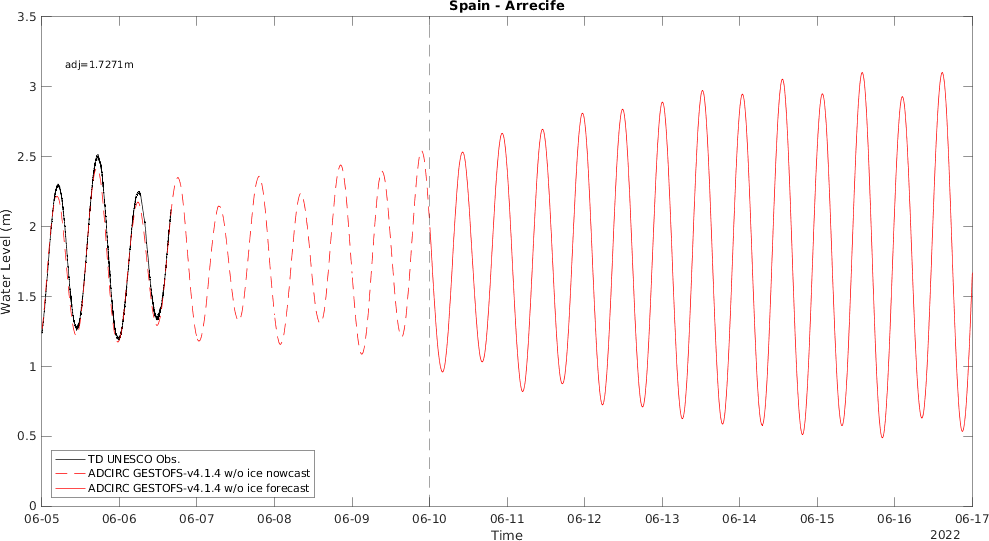 Spain - Arrecife
3.5
adj=1.7271m
3
2.5
2
1.5
1
0.5
0
Water Level (m)
TD UNESCO Obs.
ADCIRC GESTOFS-v4.1.4 w/o ice nowcast
ADCIRC GESTOFS-v4.1.4 w/o ice forecast
06-05 06-06 06-07 06-08 06-09 06-10 06-11 06-12 06-13 06-14 06-15 06-16 06-17
Time
2022